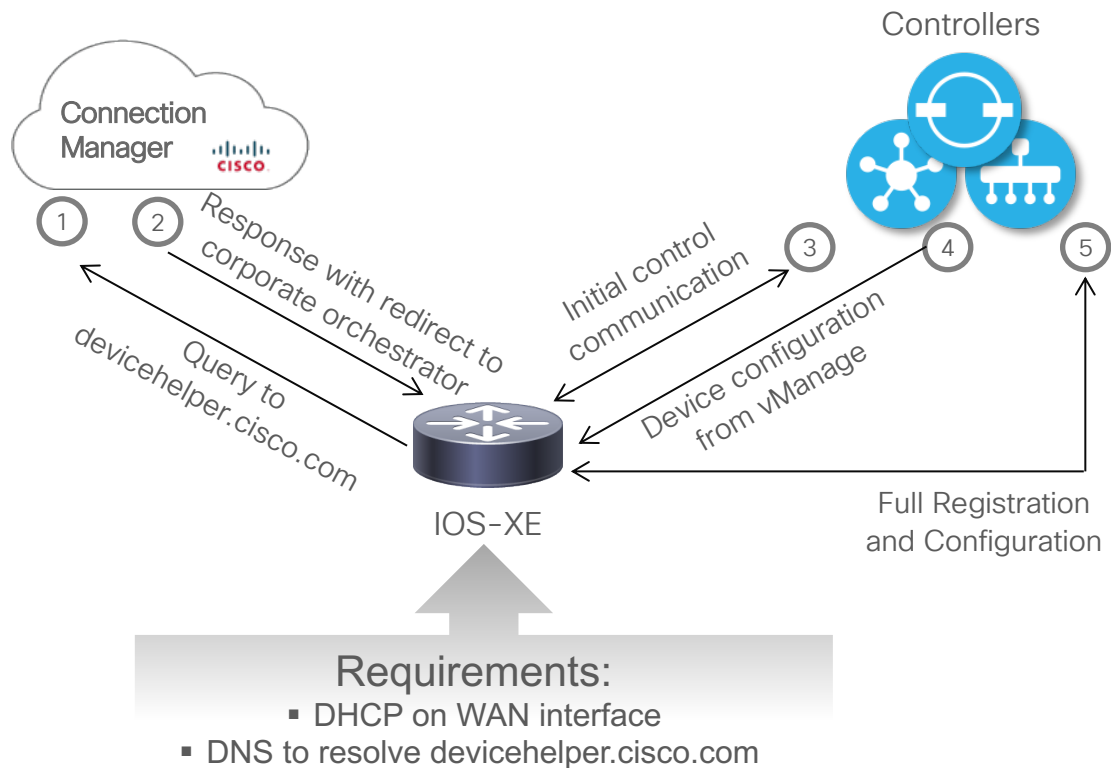 Controllers
Connection
Manager
CISCO
1
2
3
4
5
Response with redirect to
corporate orchestrator
Query to
devicehelper.cisco.com
Initial control
communication
Device configuration
from vManage
Full Registration
and Configuration
IOS-XE
Requirements:
▪ DHCP on WAN interface
▪ DNS to resolve devicehelper.cisco.com